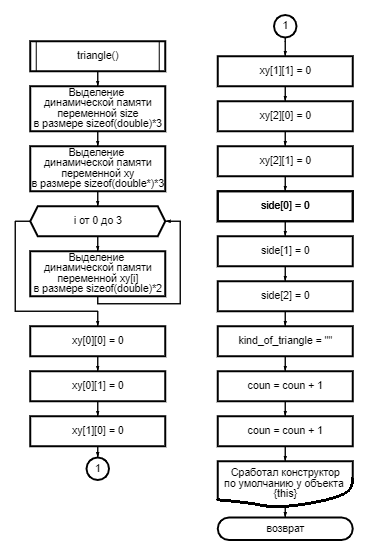 triangle()
Выделение
динамической памяти
переменной size
в размере sizeof(double)*3
Выделение
динамической памяти
переменной xy
в размере sizeof(double*)*3
i от 0 до 3
Выделение
динамической памяти
переменной xy[i]
в размере sizeof(double)*2
xy[0][0] = 0
xy[0][1] = 0
xy[1][0] = 0
1
1
xy[1][1] = 0
xy[2][0] = 0
xy[2][1] = 0
side[0] = 0
side[1] = 0
side[2] = 0
kind_of_triangle = ""
coun = coun + 1
coun = coun + 1
Сработал конструктор
по умолчанию у объекта
{this}
возврат